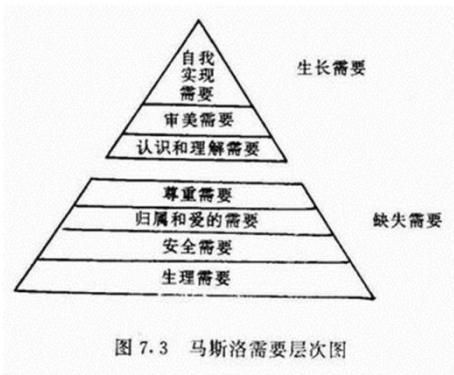 自我
实现
需要
生长需要
审美需要
认识和理解需要
尊重需要
归属和爱的需要
缺失需要
安全需要
生理需要
图 7.3 马斯洛需要层次图